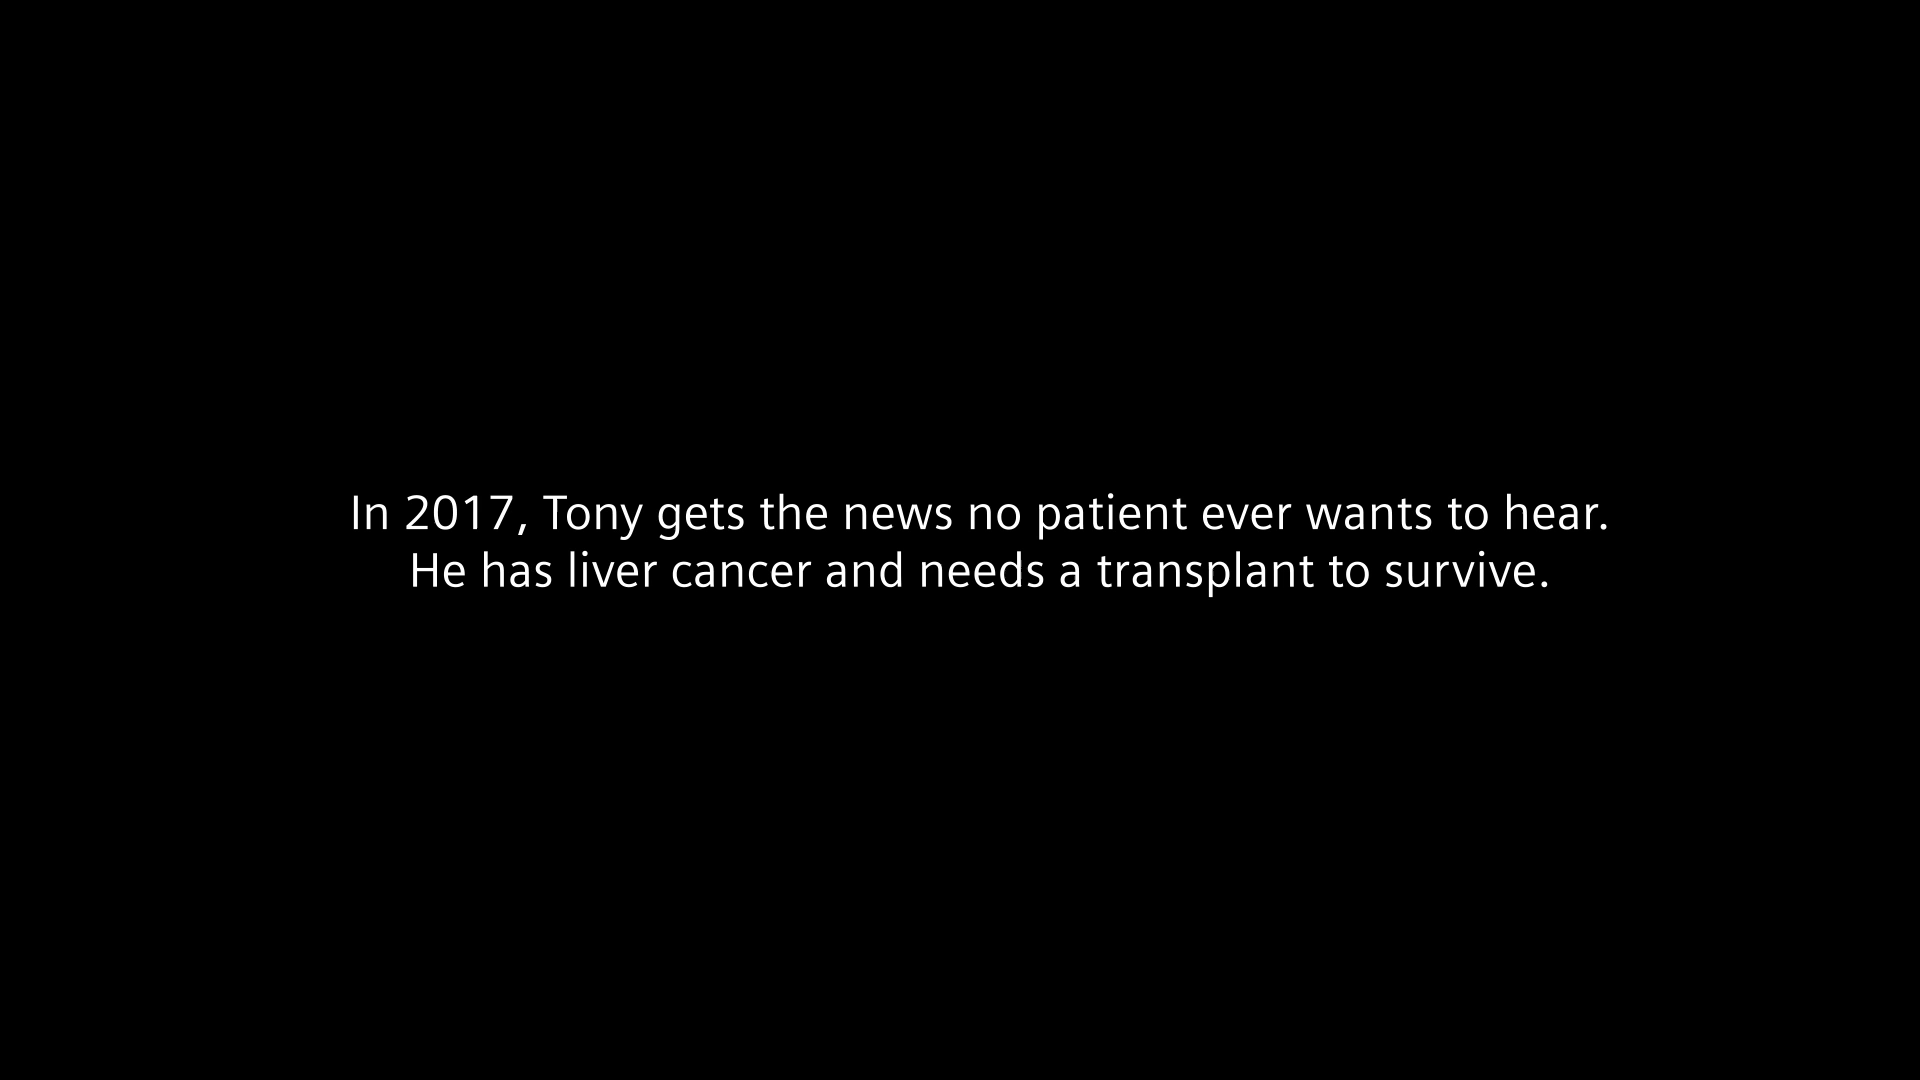 In 2017, Tony gets the news no patient ever wants to hear.
He has liver cancer and needs a transplant to survive.